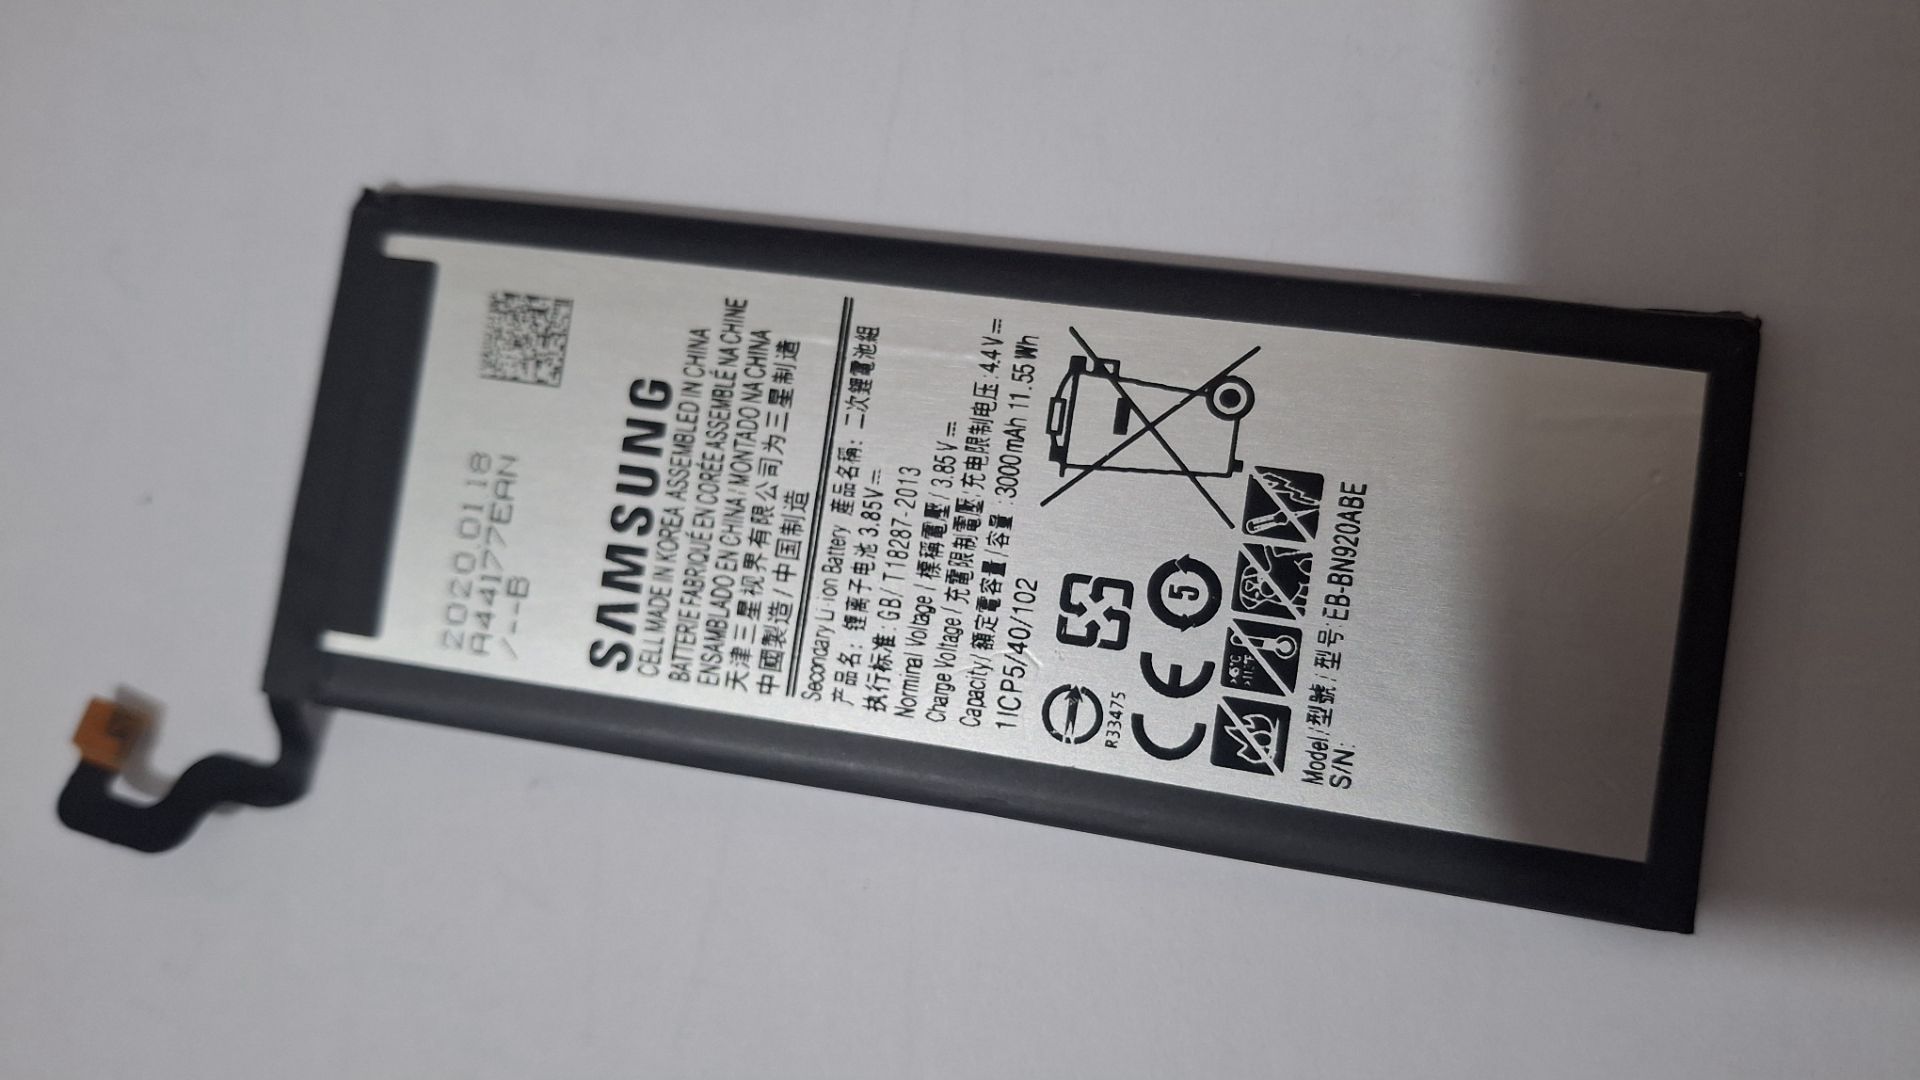 2020.01.18
A44177EAN
/--B
SAMSUNG
CELL MADE IN KOREA ASSEMBLED IN CHINA
BATTERIE FABRIQUÉ EN CORÉE ASSEMBLÉ NA CHINE
ENSAMBLADO EN CHINA / MONTADO NA CHINA
天津三星视界有限公司为三星制造
中國製造 / 中国制造
Secondary Li-ion Battery 產品名稱: 二次鋰電池組
产品名: 锂离子电池 3.85V⎓
执行标准: GB/T18287-2013
Norminal Voltage / 標稱電壓 / 3.85V⎓
Charge Voltage / 充電限制電壓 / 充电限制电压: 4.4V⎓
Capacity / 額定電容量 / 容量: 3000mAh 11.55 Wh
1ICP5/40/102
R33475
CE
5
Model / 型號 / 型号: EB-BN920ABE
S/N: